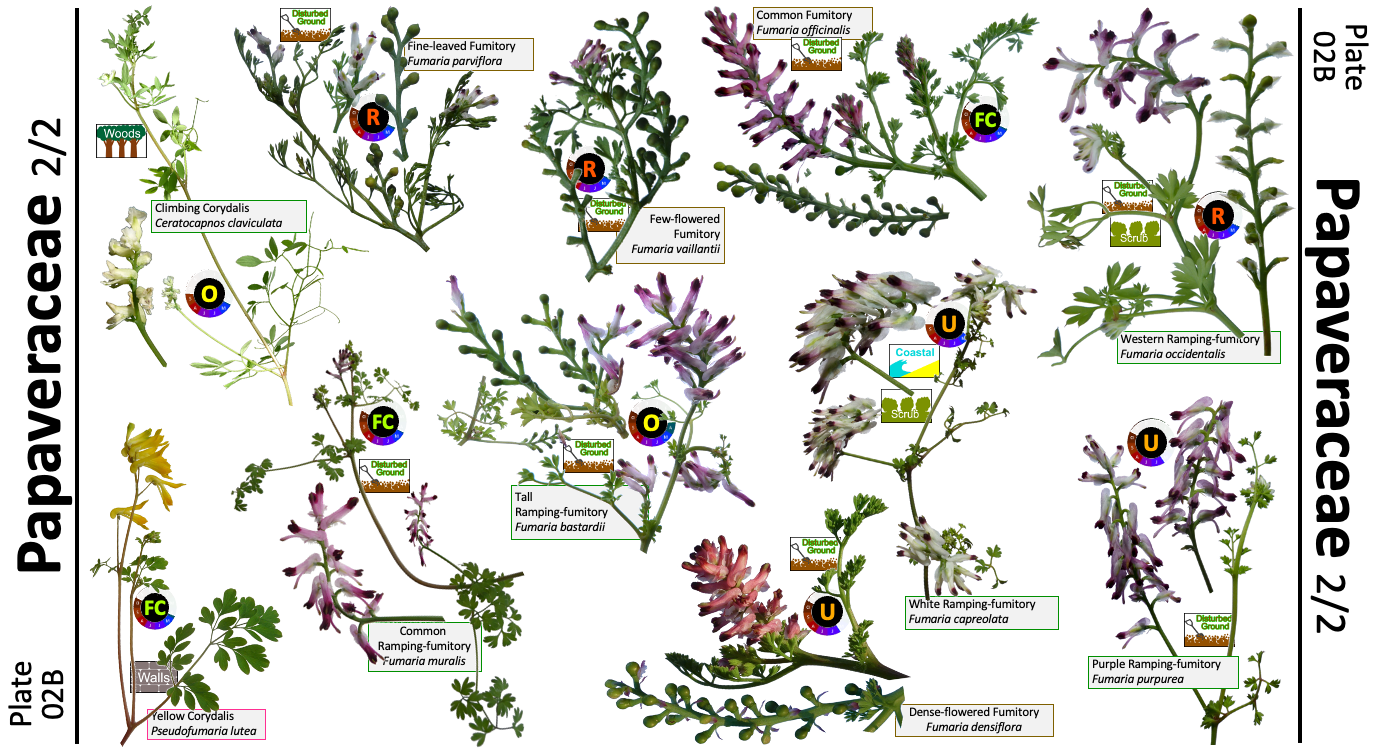 Papaveraceae 2/2
Plate
02B
Woods
Climbing Corydalis
Ceratocapnos claviculata
O
Disturbed
Ground
Fine-leaved Fumitory
Fumaria parviflora
R
R
Disturbed
Ground
Few-flowered
Fumitory
Fumaria vaillantii
Common Fumitory
Fumaria officinalis
Disturbed
Ground
FC
Disturbed
Ground
Scrub
R
Western Ramping-fumitory
Fumaria occidentalis
FC
Walls
Yellow Corydalis
Pseudofumaria lutea
FC
Disturbed
Ground
Common
Ramping-fumitory
Fumaria muralis
O
Disturbed
Ground
Tall
Ramping-fumitory
Fumaria bastardii
U
Coastal
Scrub
White Ramping-fumitory
Fumaria capreolata
Disturbed
Ground
U
Dense-flowered Fumitory
Fumaria densiflora
U
Disturbed
Ground
Purple Ramping-fumitory
Fumaria purpurea
Plate
02B
Papaveraceae 2/2